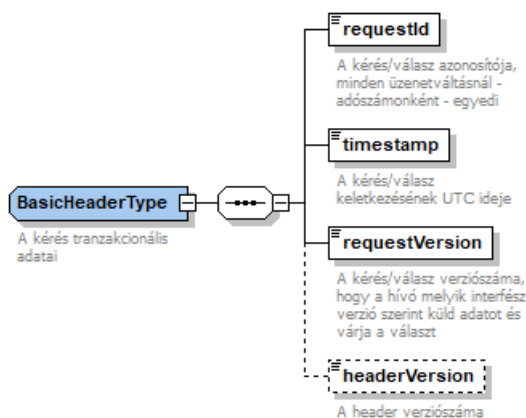 requestId
A kérés/válasz azonosítója,
minden üzenetváltásnál -
adószámonként - egyedi
timestamp
A kérés/válasz
keletkezésének UTC ideje
BasicHeaderType
A kérés tranzakcionális
adatai
requestVersion
A kérés/válasz verziószáma,
hogy a hívó melyik interfész
verzió szerint küld adatot és
várja a választ
headerVersion
A header verziószáma